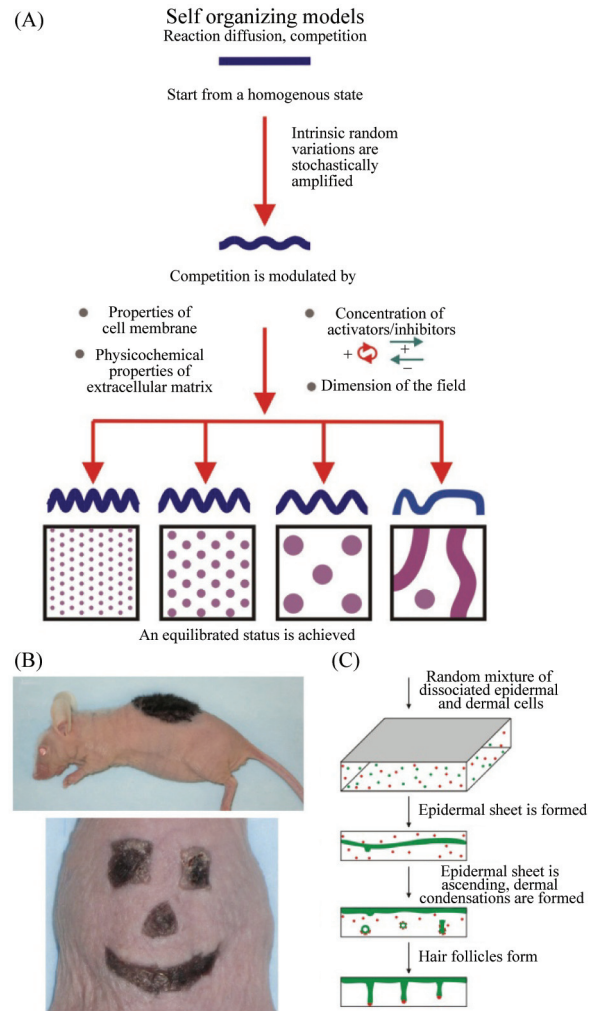 (A)
Self organizing models
Reaction diffusion, competition
Start from a homogenous state
Intrinsic random
variations are
stochastically
amplified
Competition is modulated by
Properties of
cell membrane
Physicochemical
properties of
extracellular matrix
Concentration of
activators/inhibitors
+ +
−
Dimension of the field
An equilibrated status is achieved
(B)
(C)
Random mixture of
dissociated epidermal
and dermal cells
Epidermal sheet is formed
Epidermal sheet is
ascending, dermal
condensations are formed
Hair follicles form